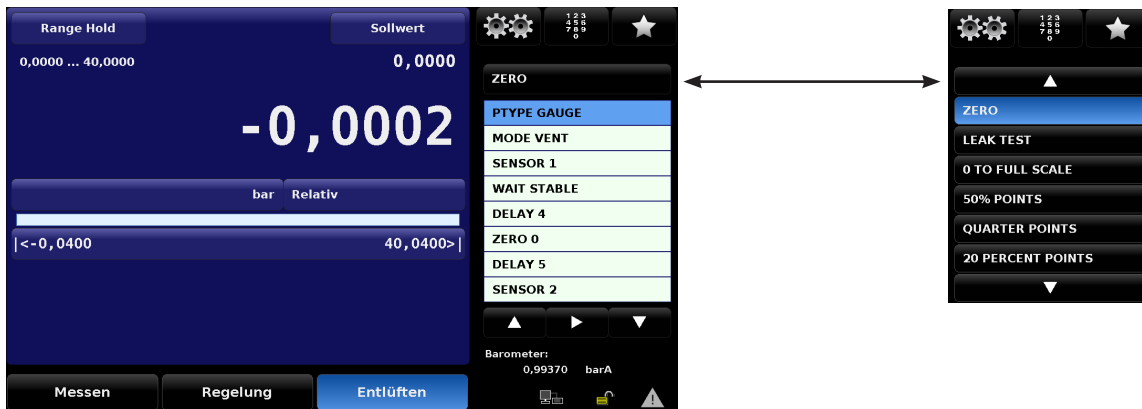 Range Hold
Sollwert
0,0000 ... 40,0000
0,0000
-0,0002
bar Relativ
|<-0,0400
40,0400>|
Messen
Regelung
Entlüften
1 2 3
4 5 6
7 8 9
0
ZERO
PTYPE GAUGE
MODE VENT
SENSOR 1
WAIT STABLE
DELAY 4
ZERO 0
DELAY 5
SENSOR 2
Barometer:
0,99370 barA
1 2 3
4 5 6
7 8 9
0
ZERO
LEAK TEST
0 TO FULL SCALE
50% POINTS
QUARTER POINTS
20 PERCENT POINTS